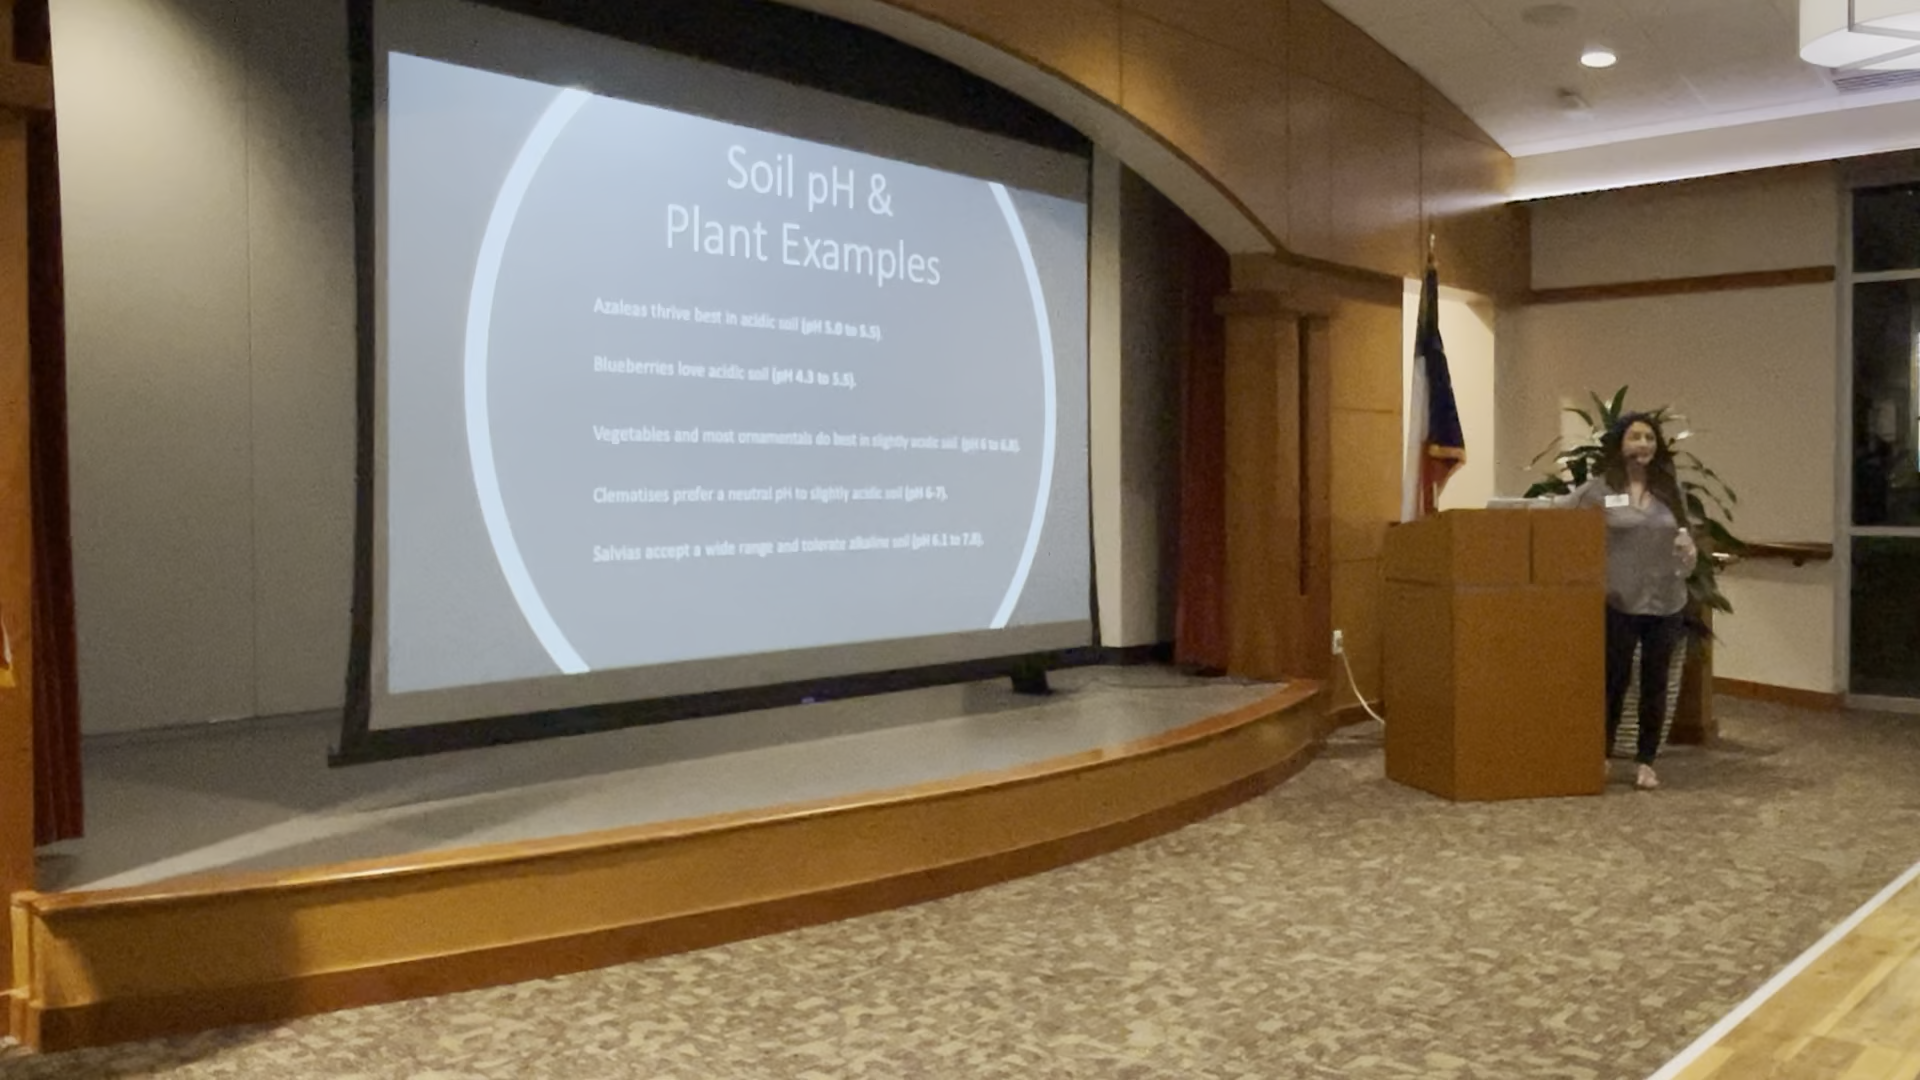 Soil pH &
Plant Examples
Azaleas thrive best in acidic soil (pH 5.0 to 5.5).
Blueberries love acidic soil (pH 4.3 to 5.5).
Vegetables and most ornamentals do best in slightly acidic soil (pH 6 to 6.8).
Clematises prefer a neutral pH to slightly acidic soil (pH 6-7).
Salvias accept a wide range and tolerate alkaline soil (pH 6.1 to 7.8).